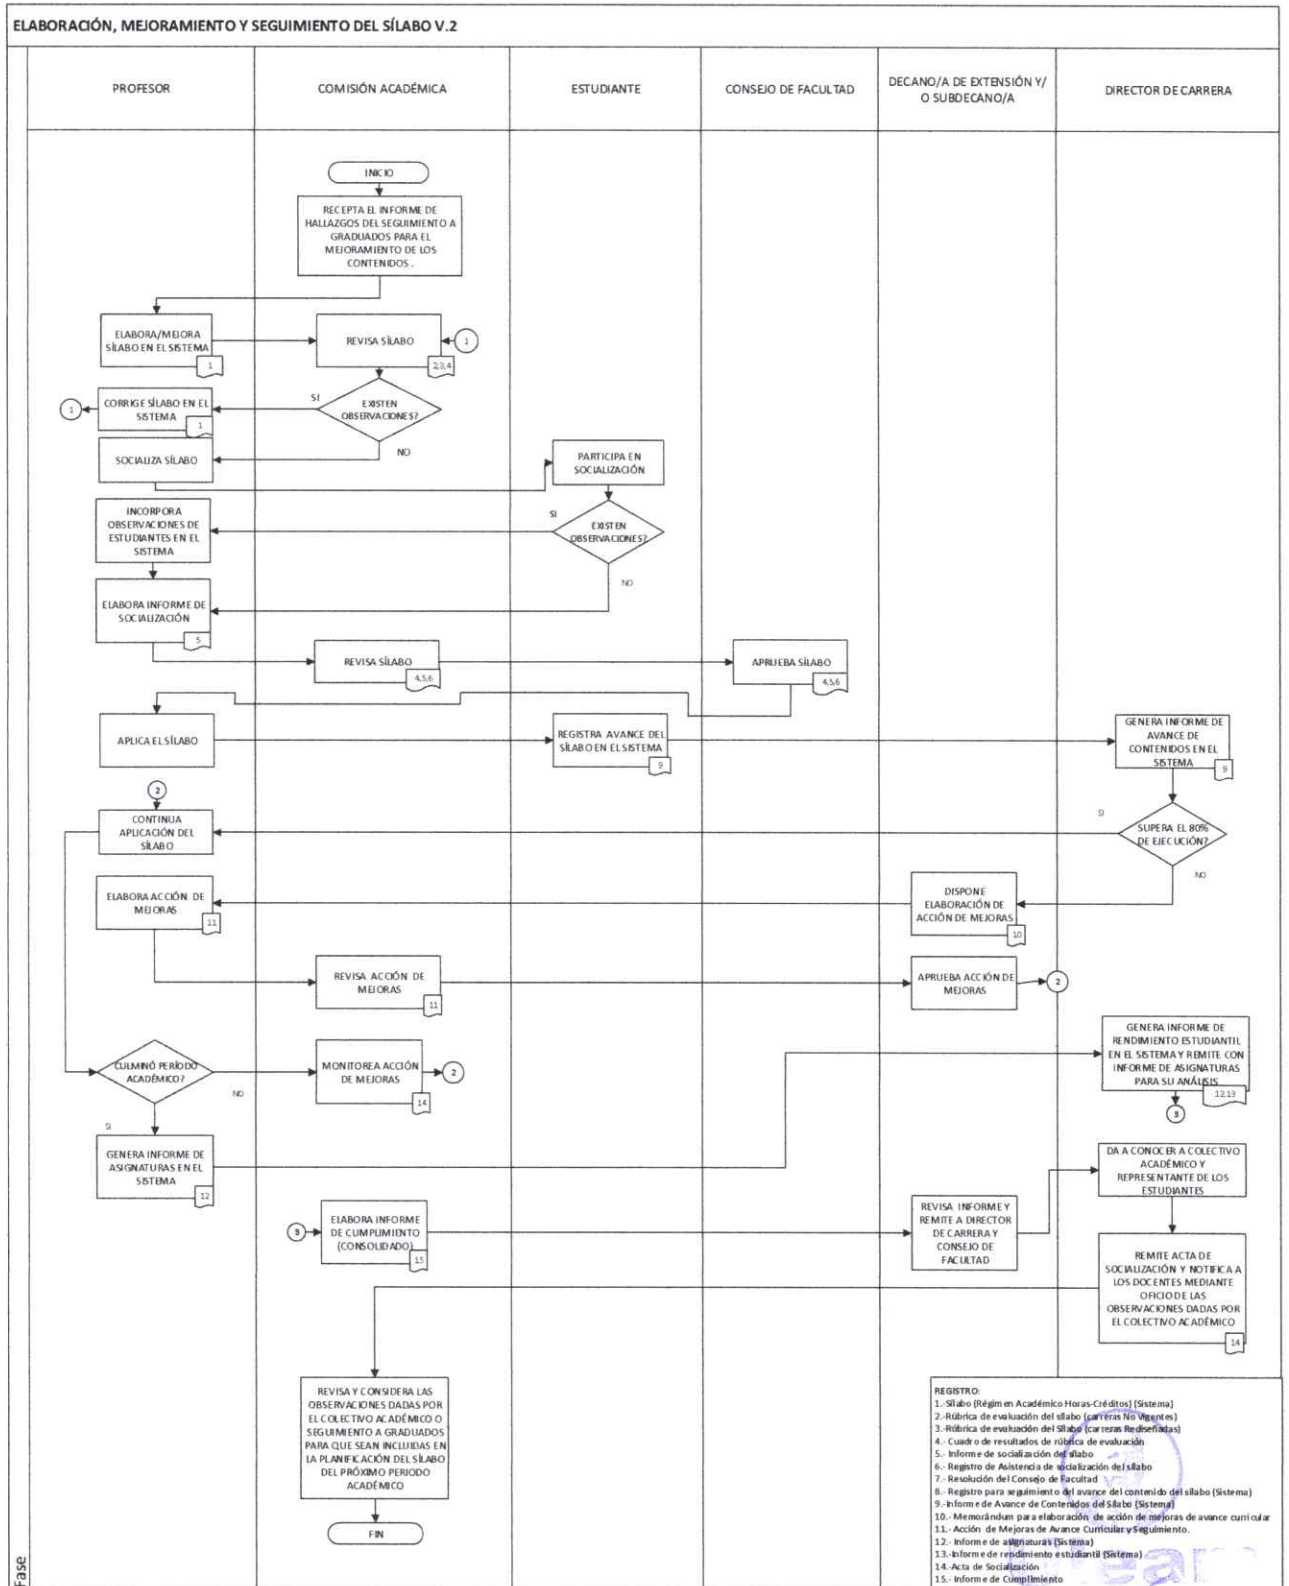 ELABORACIÓN, MEJORAMIENTO Y SEGUIMIENTO DEL SÍLABO V.2
PROFESOR
COMISIÓN ACADÉMICA
ESTUDIANTE
CONSEJO DE FACULTAD
DECANO/A DE EXTENSIÓN Y/
O SUBDECANO/A
DIRECTOR DE CARRERA
INICIO
RECEPTA EL INFORME DE
HALLAZGOS DEL SEGUIMIENTO A
GRADUADOS PARA EL
MEJORAMIENTO DE LOS
CONTENIDOS .
ELABORA/MEJORA
SÍLABO EN EL SISTEMA
1
REVISA SÍLABO
2,3,4
1
1
CORRIGE SÍLABO EN EL
SISTEMA
1
SI
EXISTEN
OBSERVACIONES?
NO
SOCIALIZA SÍLABO
PARTICIPA EN
SOCIALIZACIÓN
INCORPORA
OBSERVACIONES DE
ESTUDIANTES EN EL
SISTEMA
SI
EXISTEN
OBSERVACIONES?
NO
ELABORA INFORME DE
SOCIALIZACIÓN
5
REVISA SÍLABO
4,5,6
APRUEBA SÍLABO
4,5,6
APLICA EL SÍLABO
REGISTRA AVANCE DEL
SÍLABO EN EL SISTEMA
9
GENERA INFORME DE
AVANCE DE
CONTENIDOS EN EL
SISTEMA
9
2
CONTINUA
APLICACIÓN DEL
SÍLABO
SI
SUPERA EL 80%
DE EJECUCIÓN?
NO
ELABORA ACCIÓN DE
MEJORAS
11
DISPONE
ELABORACIÓN DE
ACCIÓN DE MEJORAS
10
REVISA ACCIÓN DE
MEJORAS
11
APRUEBA ACCIÓN DE
MEJORAS
2
CULMINÓ PERÍODO
ACADÉMICO?
NO
SI
MONITOREA ACCIÓN
DE MEJORAS
14
2
GENERA INFORME DE
RENDIMIENTO ESTUDIANTIL
EN EL SISTEMA Y REMITE CON
INFORME DE ASIGNATURAS
PARA SU ANÁLISIS
12,13
3
GENERA INFORME DE
ASIGNATURAS EN EL
SISTEMA
12
DA A CONOCER A COLECTIVO
ACADÉMICO Y
REPRESENTANTE DE LOS
ESTUDIANTES
3
ELABORA INFORME
DE CUMPLIMIENTO
(CONSOLIDADO)
15
REVISA INFORME Y
REMITE A DIRECTOR
DE CARRERA Y
CONSEJO DE
FACULTAD
REMITE ACTA DE
SOCIALIZACIÓN Y NOTIFICA A
LOS DOCENTES MEDIANTE
OFICIO DE LAS
OBSERVACIONES DADAS POR
EL COLECTIVO ACADÉMICO
14
REVISA Y CONSIDERA LAS
OBSERVACIONES DADAS POR
EL COLECTIVO ACADÉMICO O
SEGUIMIENTO A GRADUADOS
PARA QUE SEAN INCLUIDAS EN
LA PLANIFICACIÓN DEL SÍLABO
DEL PRÓXIMO PERIODO
ACADÉMICO
FIN
REGISTRO:
1.-Sílabo (Régimen Académico Horas-Créditos) (Sistema)
2.-Rúbrica de evaluación del sílabo (carreras No Vigentes)
3.-Rúbrica de evaluación del Sílabo (carreras Rediseñadas)
4.- Cuadro de resultados de rúbrica de evaluación
5.- Informe de socialización del sílabo
6.- Registro de Asistencia de socialización del sílabo
7.- Resolución del Consejo de Facultad
8.- Registro para seguimiento del avance del contenido del sílabo (Sistema)
9.-Informe de Avance de Contenidos del Sílabo (Sistema)
10.- Memorándum para elaboración de acción de mejoras de avance curricular
11.- Acción de Mejoras de Avance Curricular y Seguimiento.
12.- Informe de asignaturas (Sistema)
13.-Informe de rendimiento estudiantil (Sistema)
14.-Acta de Socialización
15.- Informe de Cumplimiento
Fase